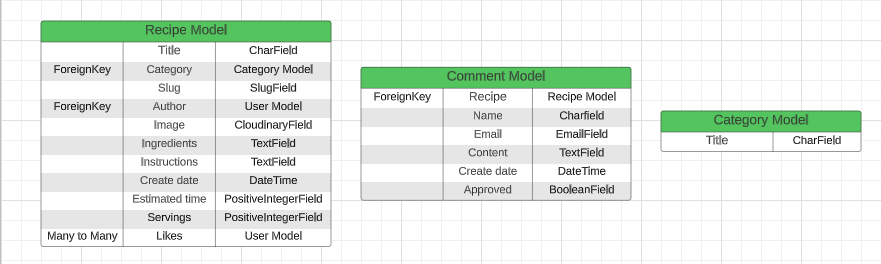 Recipe Model
Title CharField
ForeignKey Category Category Model
Slug SlugField
ForeignKey Author User Model
Image CloudinaryField
Ingredients TextField
Instructions TextField
Create date DateTime
Estimated time PositiveIntegerField
Servings PositiveIntegerField
Many to Many Likes User Model
Comment Model
ForeignKey Recipe Recipe Model
Name Charfield
Email EmailField
Content TextField
Create date DateTime
Approved BooleanField
Category Model
Title CharField